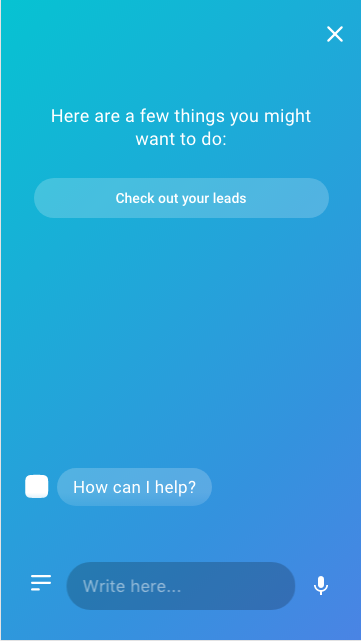 Here are a few things you might
want to do:
Check out your leads
How can I help?
Write here...